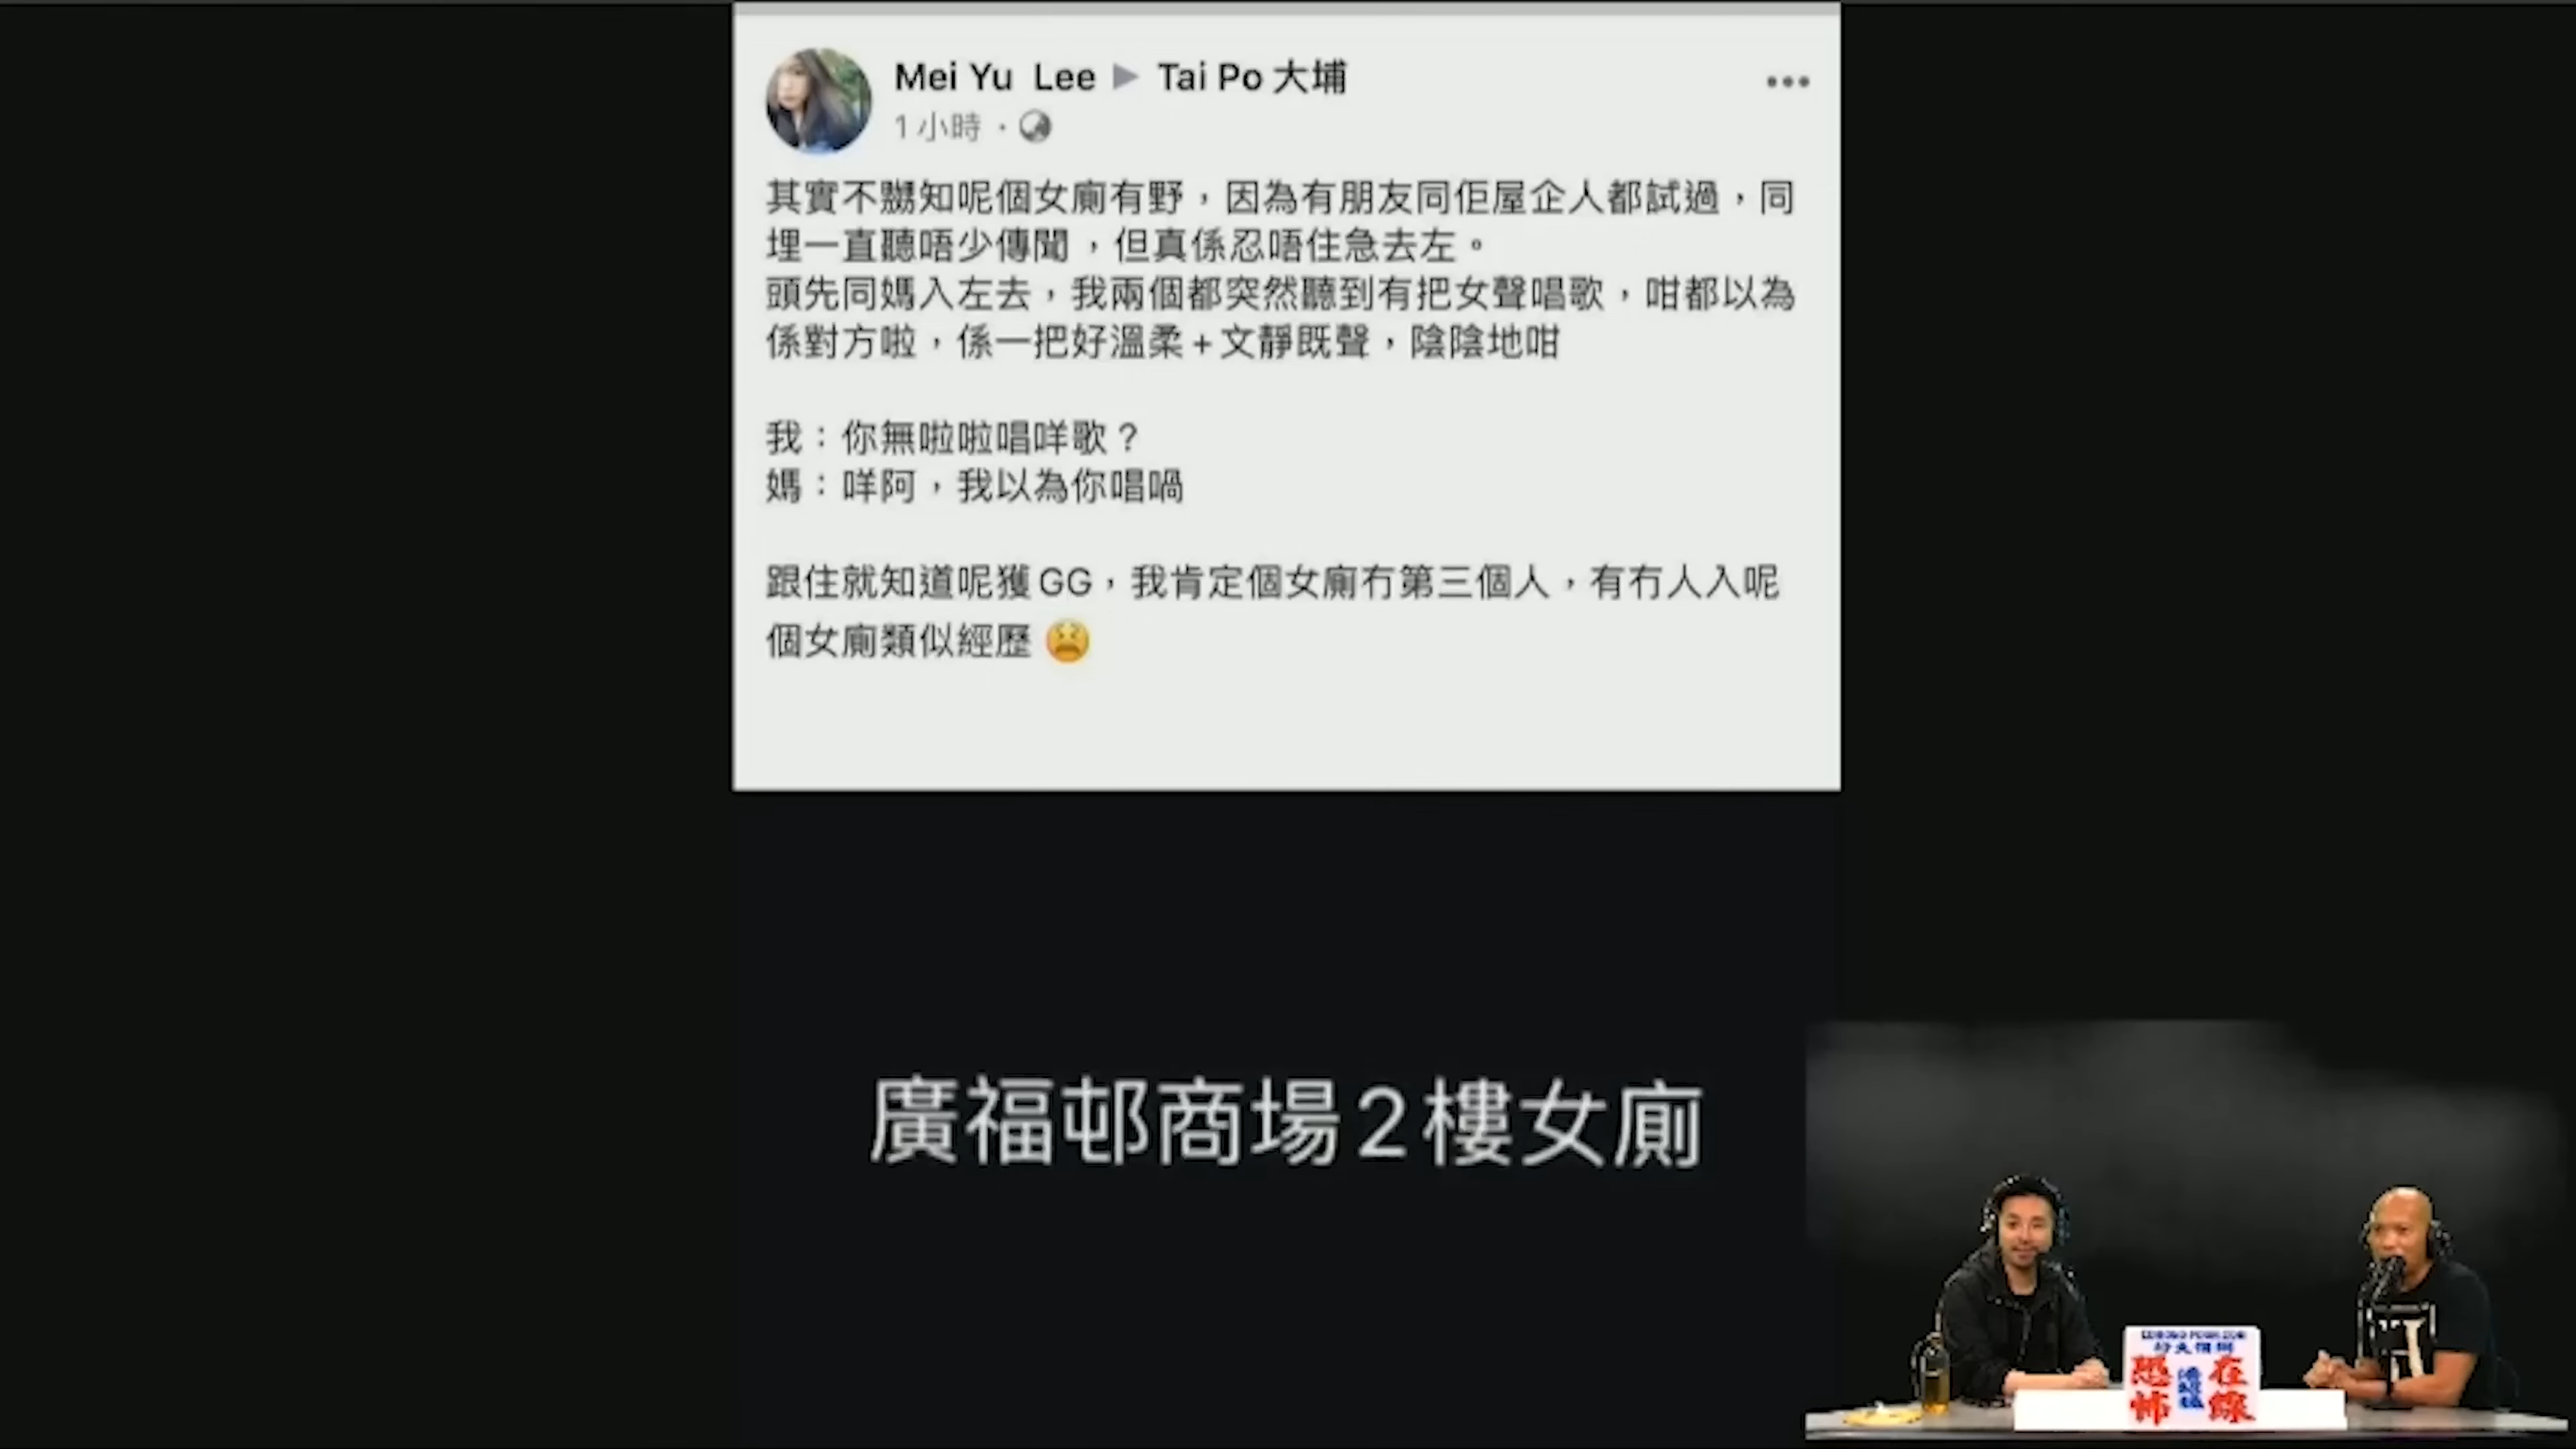 Mei Yu Lee ▶ Tai Po 大埔
1 小時 ·
其實不嬲知呢個女廁有野，因為有朋友同佢屋企人都試過，同
埋一直聽唔少傳聞，但真係忍唔住急去左。
頭先同媽入左去，我兩個都突然聽到有把女聲唱歌，咁都以為
係對方啦，係一把好溫柔+文靜既聲，陰陰地咁
我：你無啦啦唱咩歌？
媽：咩阿，我以為你唱喎
跟住就知道呢獲GG，我肯定個女廁冇第三個人，有冇人入呢
個女廁類似經歷 😫
廣福邨商場2樓女廁
恐怖
在線